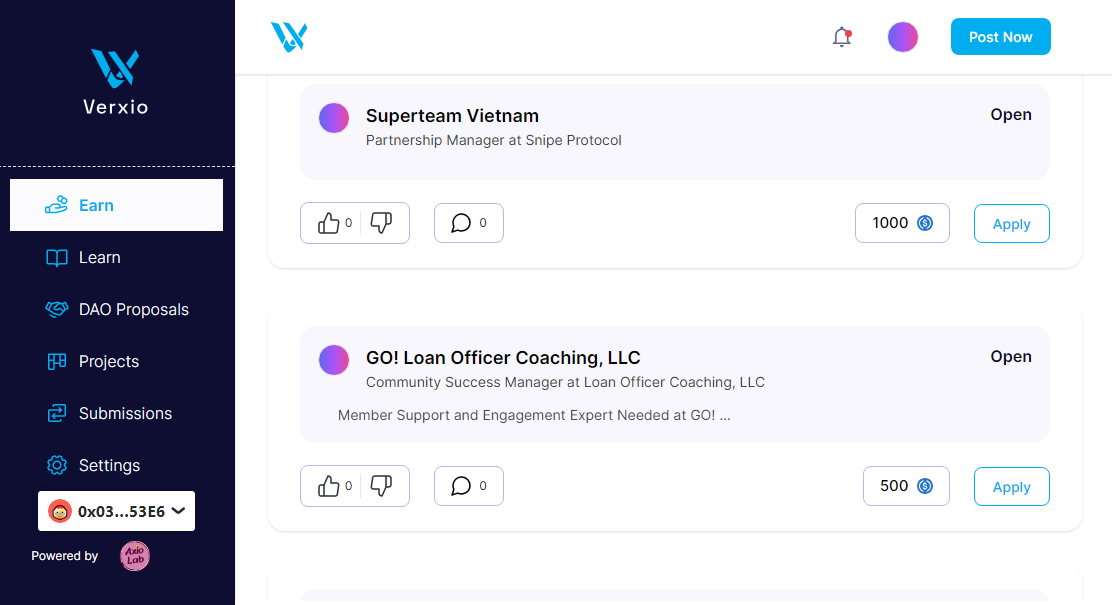 Verxio
Earn
Learn
DAO Proposals
Projects
Submissions
Settings
0x03...53E6
Powered by
Axio
Lab
Post Now
Superteam Vietnam
Open
Partnership Manager at Snipe Protocol
0
0
1000
Apply
GO! Loan Officer Coaching, LLC
Open
Community Success Manager at Loan Officer Coaching, LLC
Member Support and Engagement Expert Needed at GO! ...
0
0
500
Apply